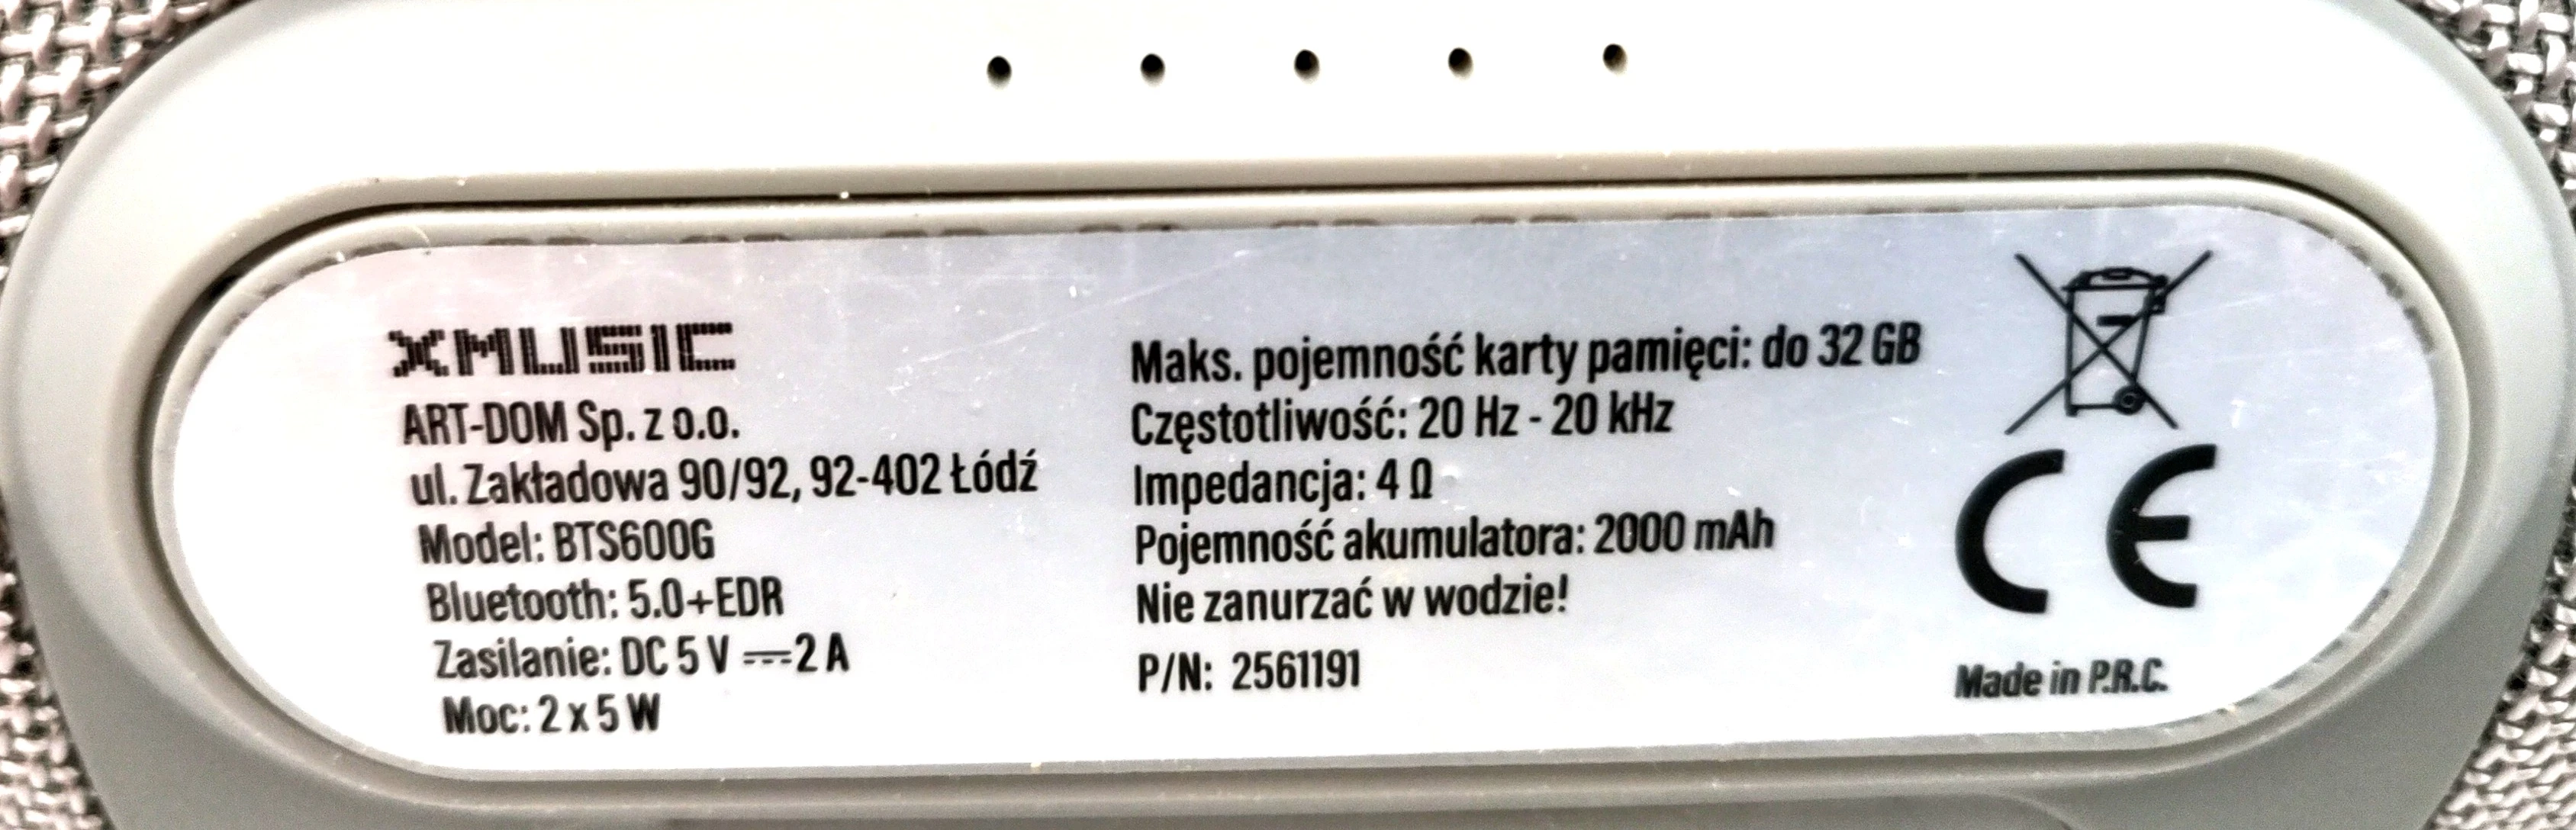 XMUSIC
ART-DOM Sp. z o.o.
ul. Zakładowa 90/92, 92-402 Łódź
Model: BTS600G
Bluetooth: 5.0+EDR
Zasilanie: DC 5 V ⎓ 2 A
Moc: 2 x 5 W
Maks. pojemność karty pamięci: do 32 GB
Częstotliwość: 20 Hz - 20 kHz
Impedancja: 4 Ω
Pojemność akumulatora: 2000 mAh
Nie zanurzać w wodzie!
P/N: 2561191
CE
Made in P.R.C.